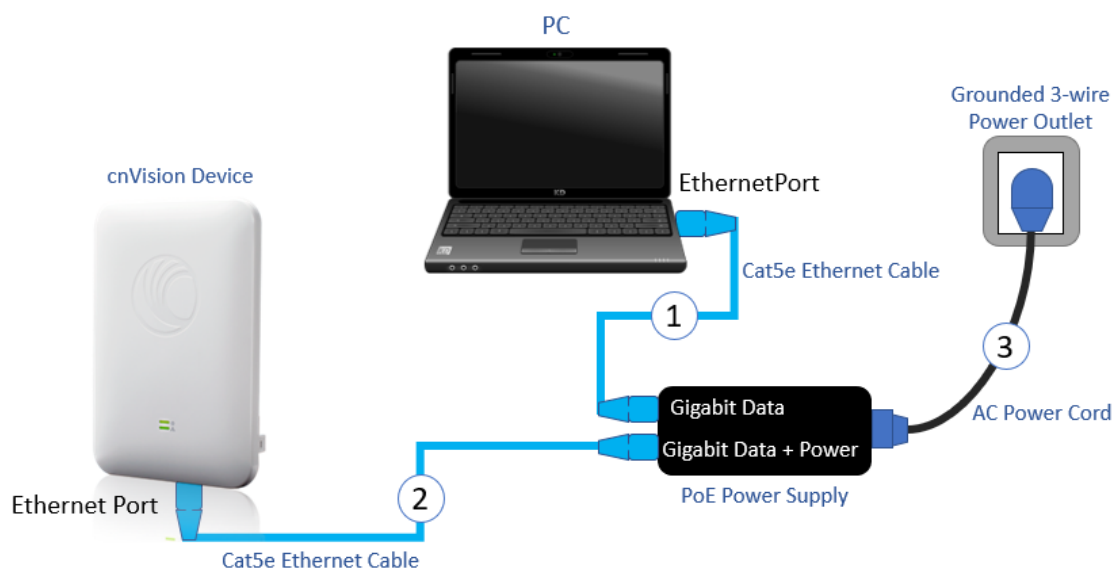 PC
Grounded 3-wire
Power Outlet
cnVision Device
EthernetPort
Cat5e Ethernet Cable
1
3
Gigabit Data
AC Power Cord
Gigabit Data + Power
PoE Power Supply
2
Ethernet Port
Cat5e Ethernet Cable